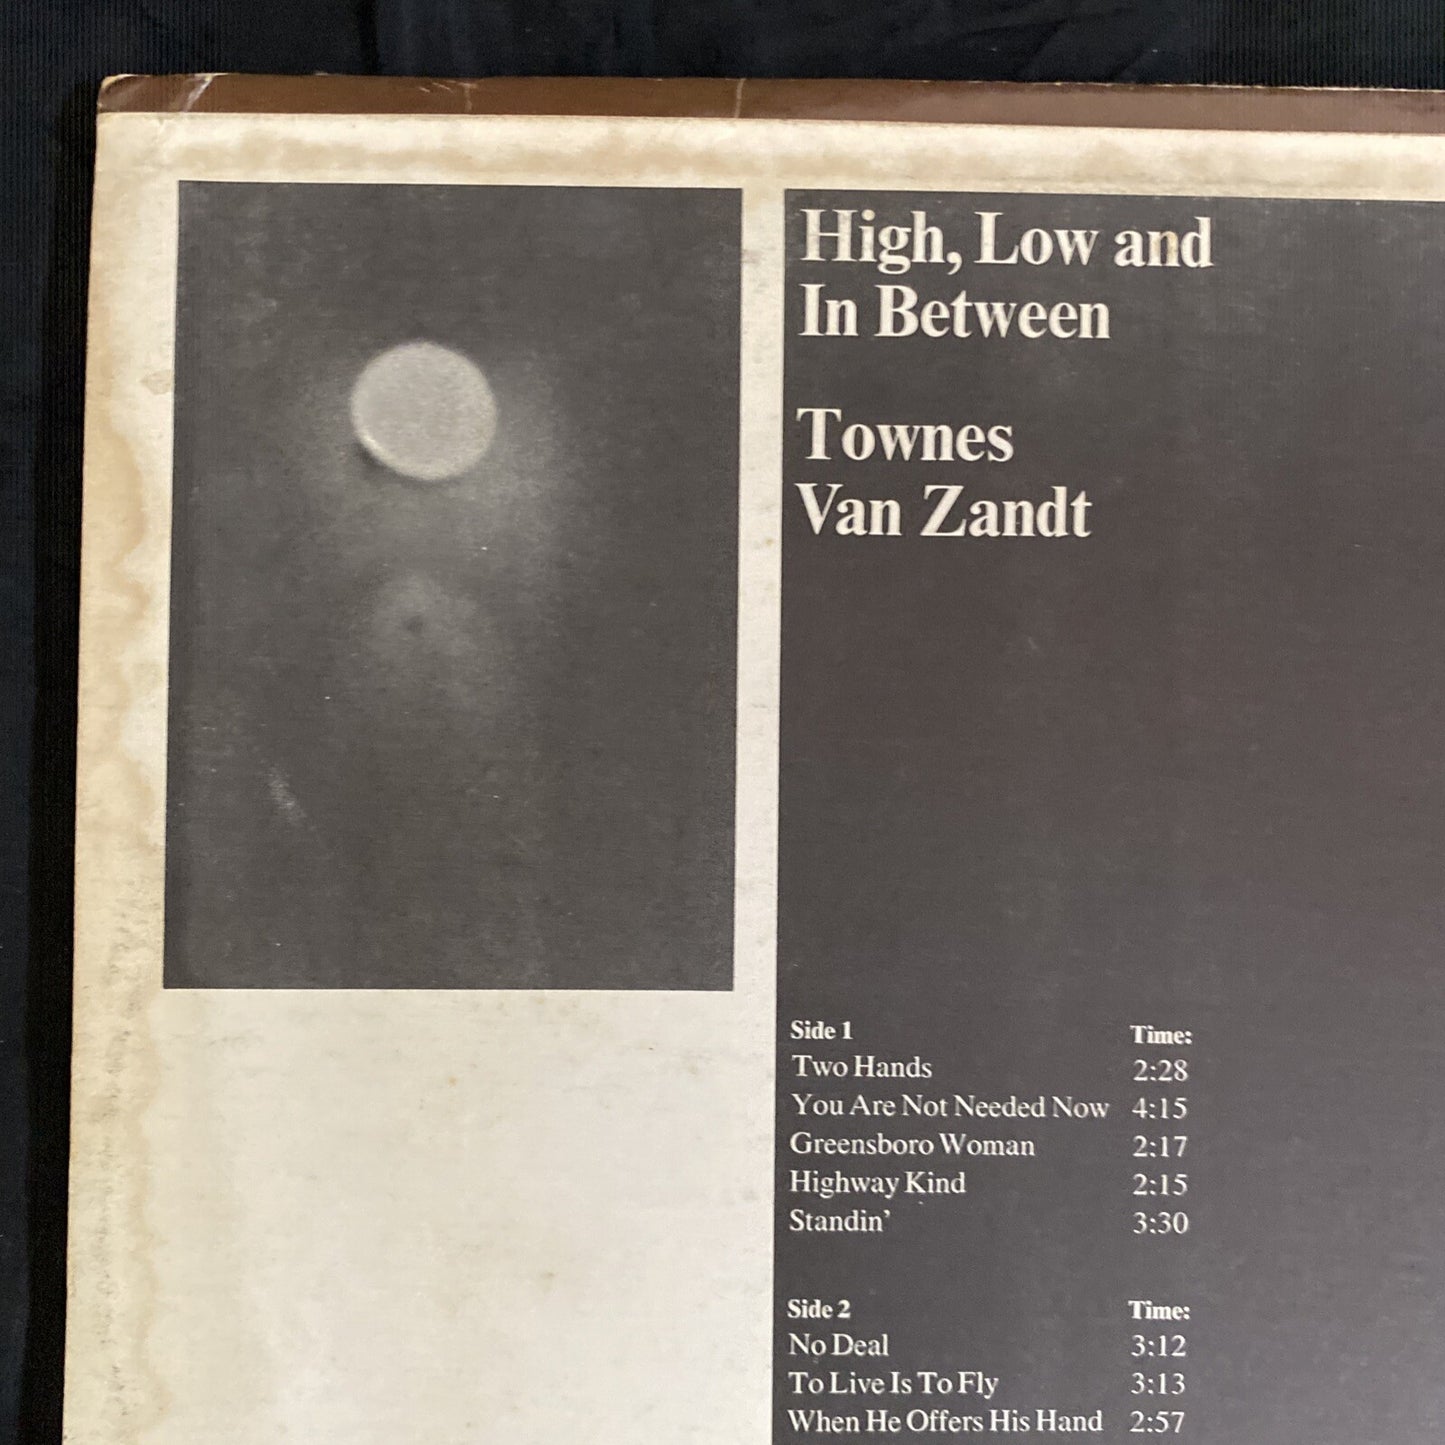 High, Low and
In Between
Townes
Van Zandt
Side 1 Time:
Two Hands 2:28
You Are Not Needed Now 4:15
Greensboro Woman 2:17
Highway Kind 2:15
Standin' 3:30
Side 2 Time:
No Deal 3:12
To Live Is To Fly 3:13
When He Offers His Hand 2:57